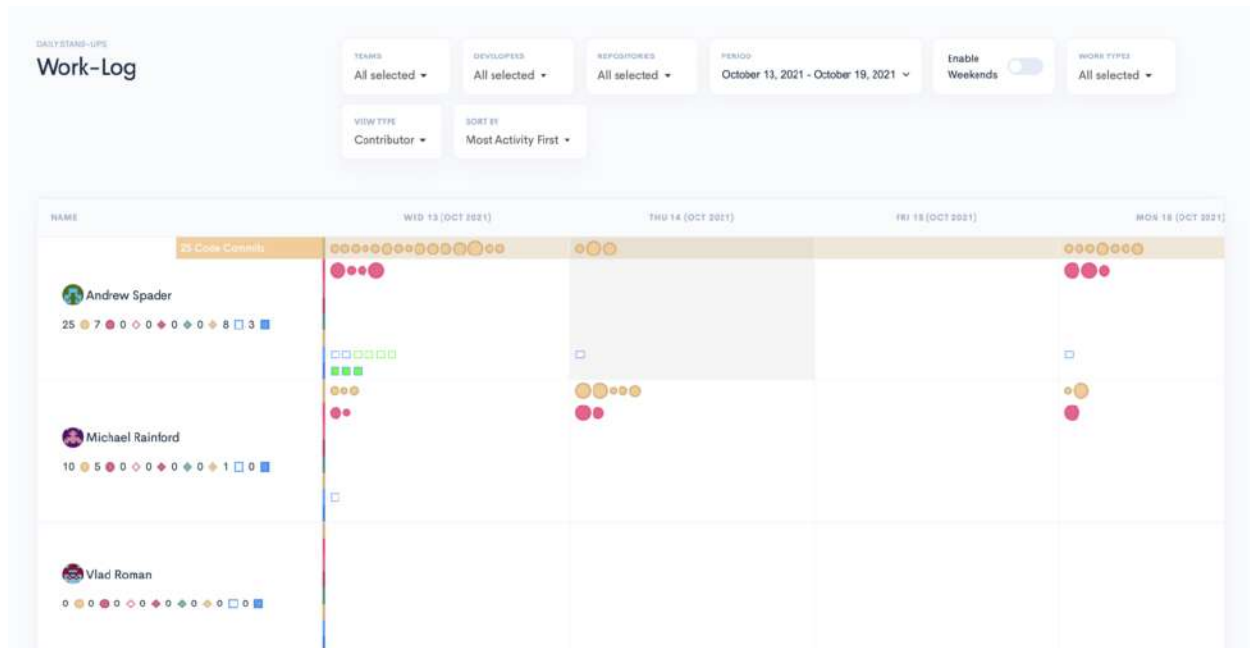 DAILY STAND-UPS
Work-Log
TEAMS
All selected
DEVELOPERS
All selected
REPOSITORIES
All selected
PERIOD
October 13, 2021 - October 19, 2021
Enable
Weekends
WORK TYPES
All selected
VIEW TYPE
Contributor
SORT BY
Most Activity First
NAME
WED 13 (OCT 2021)
THU 14 (OCT 2021)
FRI 15 (OCT 2021)
MON 18 (OCT 2021)
25 Code Commits
Andrew Spader
25 7 0 0 0 0 8 3
Michael Rainford
10 5 0 0 0 0 1 0
Vlad Roman
0 0 0 0 0 0 0 0